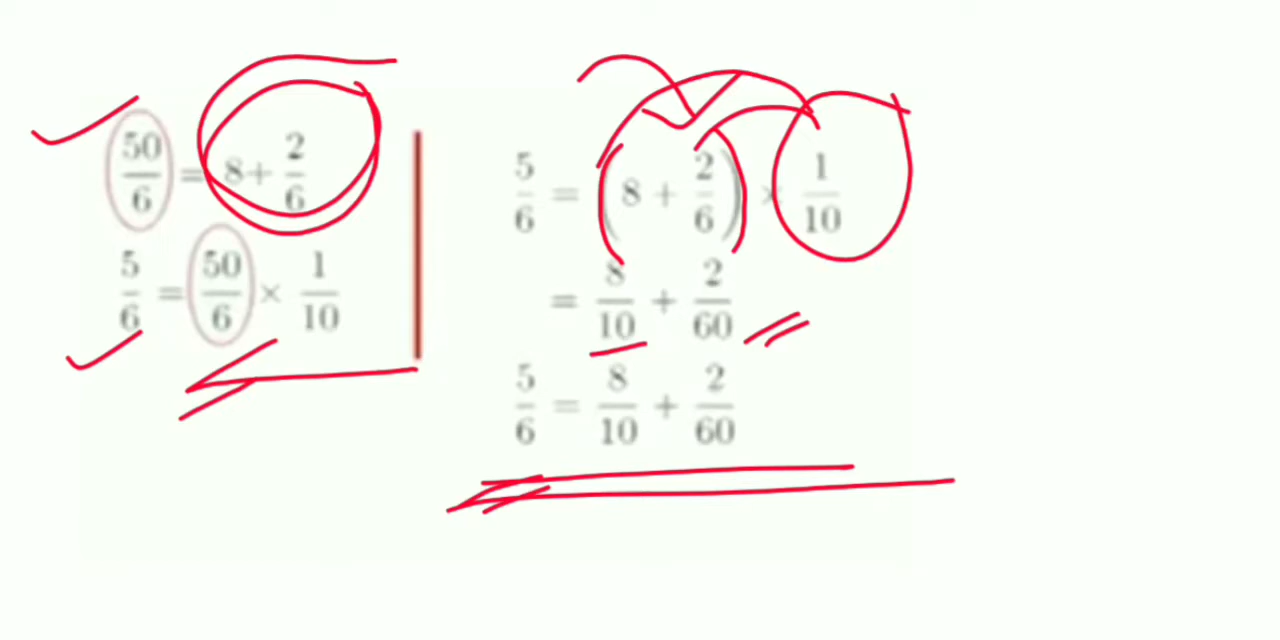 50/6 = 8 + 2/6
5/6 = 50/6 × 1/10
5/6 = (8 + 2/6) × 1/10
= 8/10 + 2/60
5/6 = 8/10 + 2/60